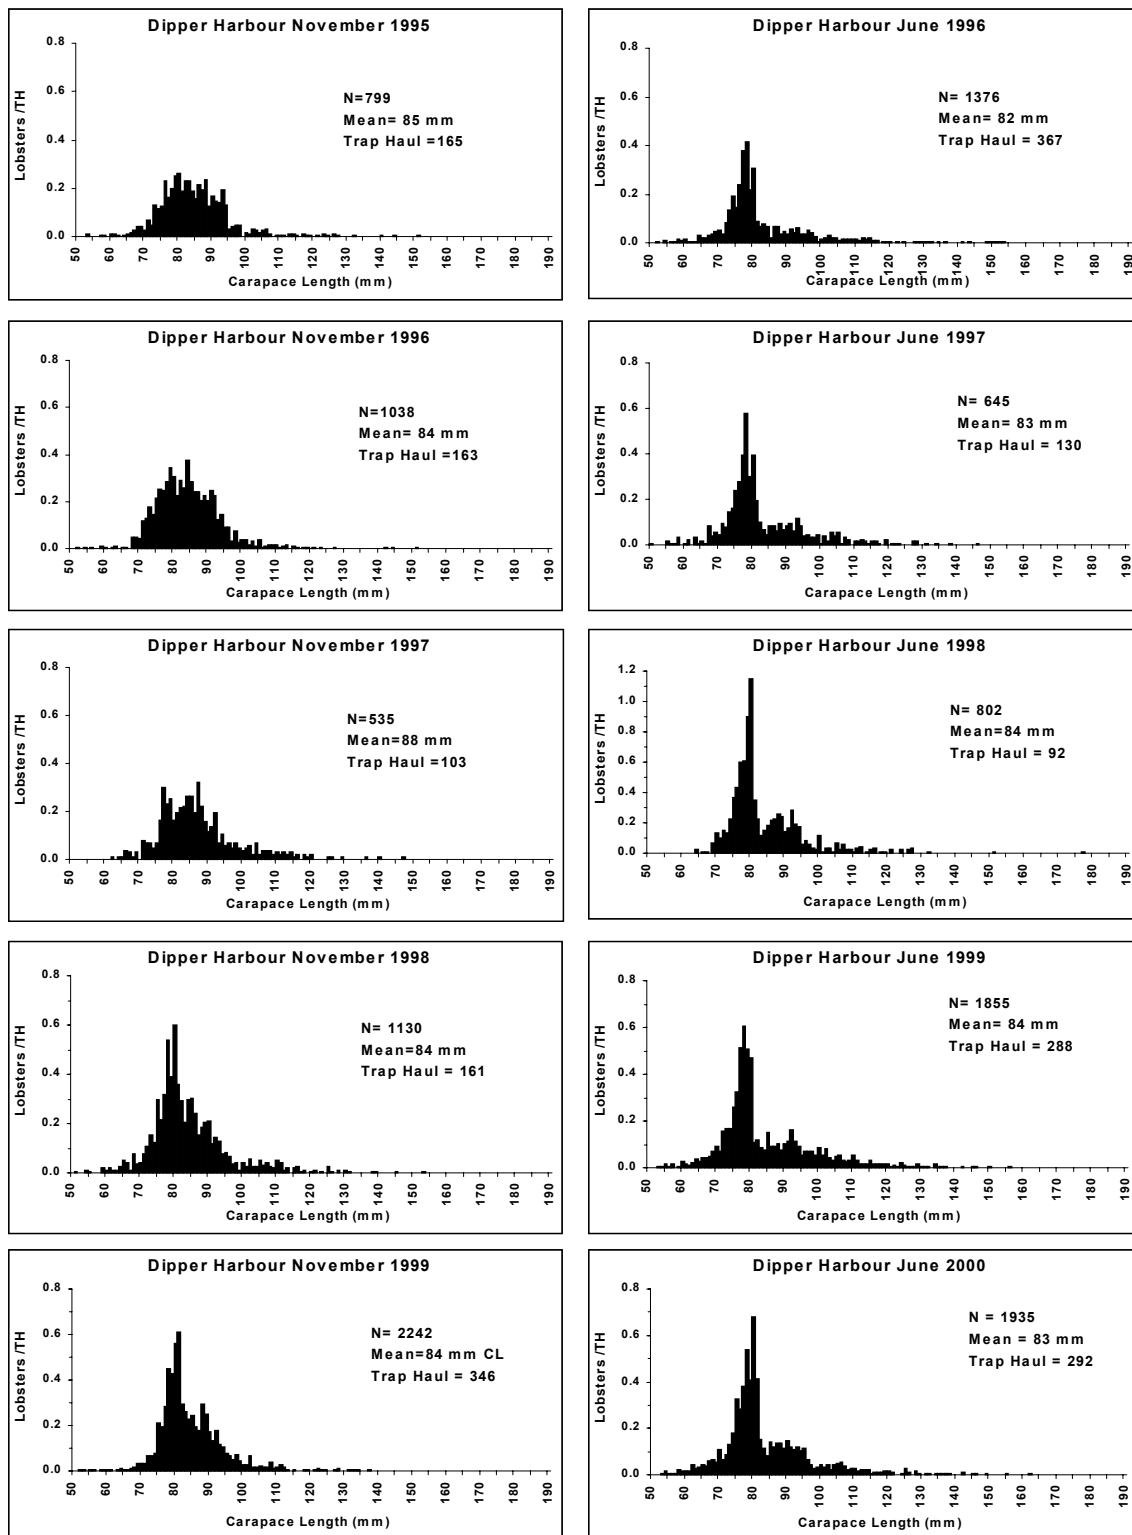 Dipper Harbour November 1995
Lobsters /TH
0.8
0.6
0.4
0.2
0.0
N=799
Mean= 85 mm
Trap Haul =165
50 60 70 80 90 100 110 120 130 140 150 160 170 180 190
Carapace Length (mm)
Dipper Harbour June 1996
Lobsters /TH
0.8
0.6
0.4
0.2
0.0
N= 1376
Mean= 82 mm
Trap Haul = 367
50 60 70 80 90 100 110 120 130 140 150 160 170 180 190
Carapace Length (mm)
Dipper Harbour November 1996
Lobsters /TH
0.8
0.6
0.4
0.2
0.0
N=1038
Mean= 84 mm
Trap Haul =163
50 60 70 80 90 100 110 120 130 140 150 160 170 180 190
Carapace Length (mm)
Dipper Harbour June 1997
Lobsters /TH
0.8
0.6
0.4
0.2
0.0
N= 645
Mean= 83 mm
Trap Haul = 130
50 60 70 80 90 100 110 120 130 140 150 160 170 180 190
Carapace Length (mm)
Dipper Harbour November 1997
Lobsters /TH
0.8
0.6
0.4
0.2
0.0
N=535
Mean=88 mm
Trap Haul =103
50 60 70 80 90 100 110 120 130 140 150 160 170 180 190
Carapace Length (mm)
Dipper Harbour June 1998
Lobsters /TH
1.2
1.0
0.8
0.6
0.4
0.2
0.0
N= 802
Mean=84 mm
Trap Haul = 92
50 60 70 80 90 100 110 120 130 140 150 160 170 180 190
Carapace Length (mm)
Dipper Harbour November 1998
Lobsters /TH
0.8
0.6
0.4
0.2
0.0
N= 1130
Mean=84 mm
Trap Haul = 161
50 60 70 80 90 100 110 120 130 140 150 160 170 180 190
Carapace Length (mm)
Dipper Harbour June 1999
Lobsters /TH
0.8
0.6
0.4
0.2
0.0
N= 1855
Mean= 84 mm
Trap Haul = 288
50 60 70 80 90 100 110 120 130 140 150 160 170 180 190
Carapace Length (mm)
Dipper Harbour November 1999
Lobsters /TH
0.8
0.6
0.4
0.2
0.0
N= 2242
Mean=84 mm CL
Trap Haul = 346
50 60 70 80 90 100 110 120 130 140 150 160 170 180 190
Carapace Length (mm)
Dipper Harbour June 2000
Lobsters /TH
0.8
0.6
0.4
0.2
0.0
N = 1935
Mean = 83 mm
Trap Haul = 292
50 60 70 80 90 100 110 120 130 140 150 160 170 180 190
Carapace Length (mm)